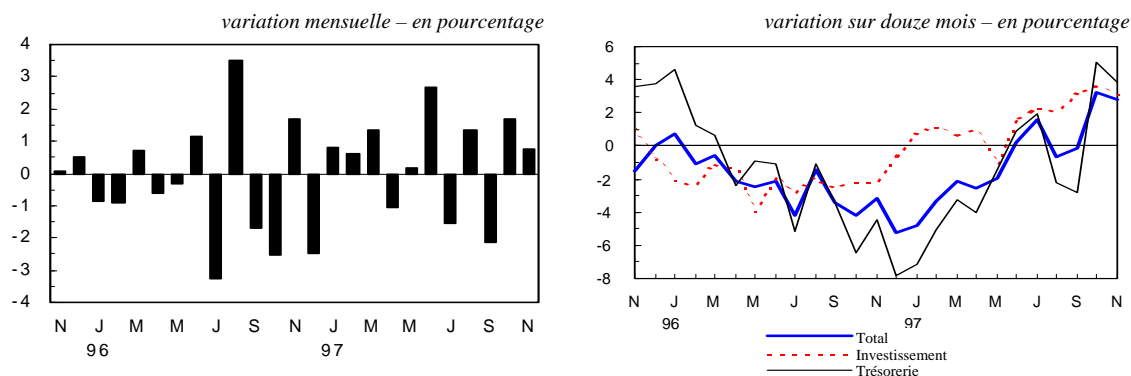 variation mensuelle – en pourcentage
4
3
2
1
0
-1
-2
-3
-4
N J M M J S N J M M J S N
96 97
variation sur douze mois – en pourcentage
6
4
2
0
-2
-4
-6
-8
N J M M J S N J M M J S N
96 97
Total
Investissement
Trésorerie